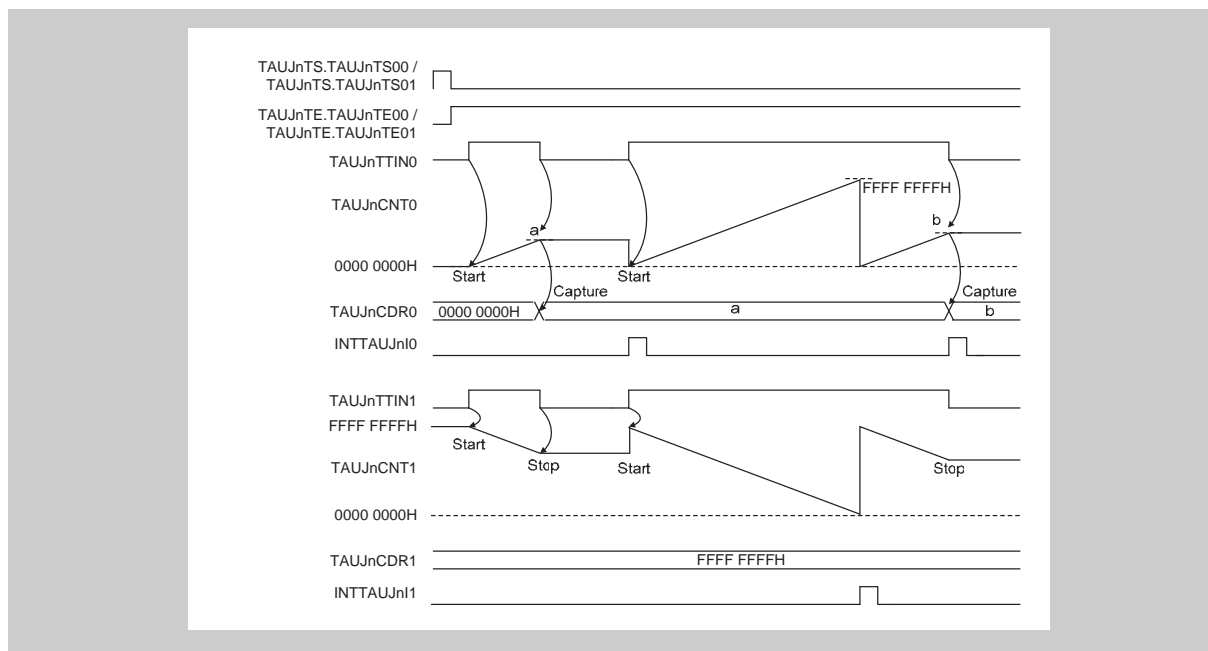 TAUJnTS.TAUJnTS00 /
TAUJnTS.TAUJnTS01
TAUJnTE.TAUJnTE00 /
TAUJnTE.TAUJnTE01
TAUJnTTIN0
FFFF FFFFH
TAUJnCNT0
b
a
0000 0000H
Start
Start
Capture
Capture
TAUJnCDR0
0000 0000H
a
b
INTTAUJnI0
TAUJnTTIN1
FFFF FFFFH
Start
Stop
Start
Stop
TAUJnCNT1
0000 0000H
TAUJnCDR1
FFFF FFFFH
INTTAUJnI1